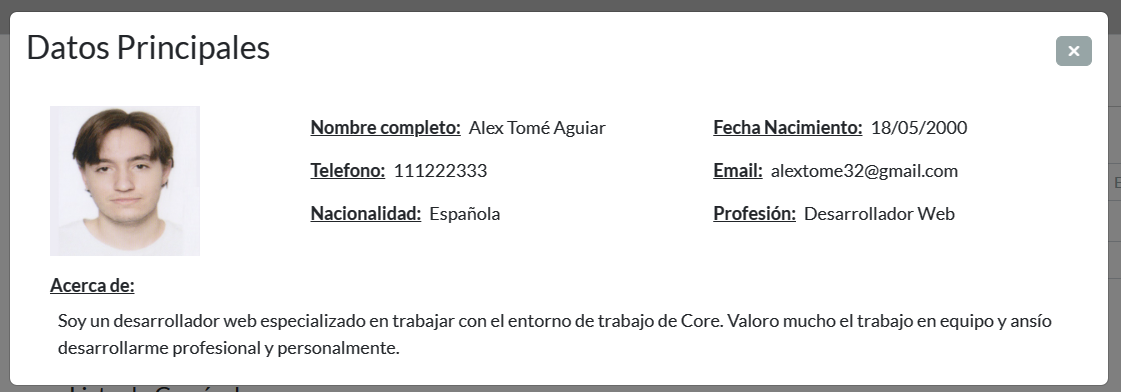 Datos Principales
×
Nombre completo: Alex Tomé Aguiar
Fecha Nacimiento: 18/05/2000
Telefono: 111222333
Email: alextome32@gmail.com
Nacionalidad: Española
Profesión: Desarrollador Web
Acerca de:
Soy un desarrollador web especializado en trabajar con el entorno de trabajo de Core. Valoro mucho el trabajo en equipo y ansío
desarrollarme profesional y personalmente.